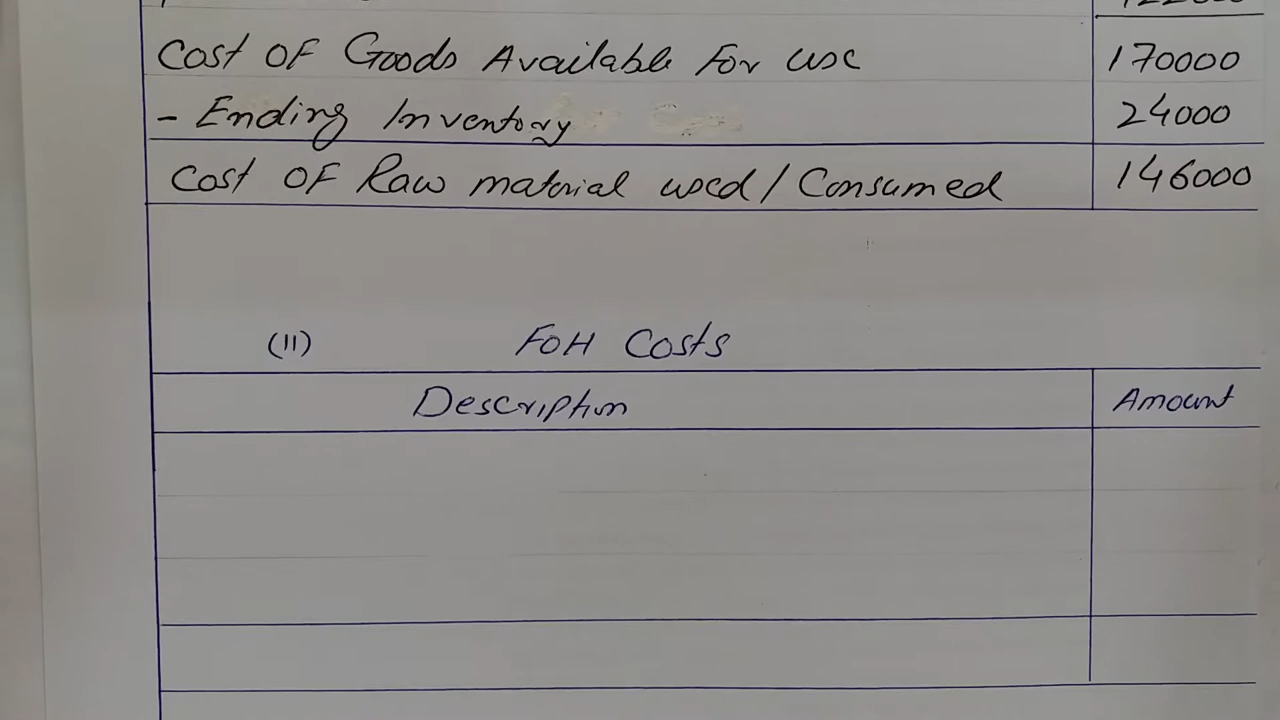 Cost OF Goods Available For use
170000
- Ending Inventory
24000
Cost OF Raw material used / Consumed
146000
(II) FOH Costs
Description
Amount